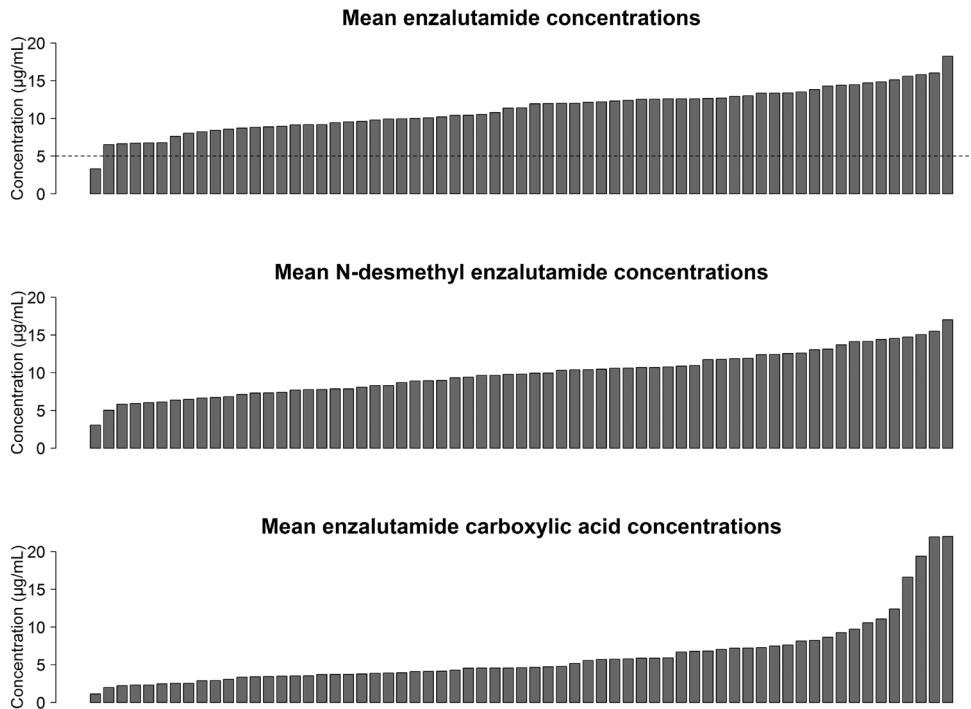 Mean enzalutamide concentrations
Concentration (µg/mL)
20
15
10
5
0
Mean N-desmethyl enzalutamide concentrations
Concentration (µg/mL)
20
15
10
5
0
Mean enzalutamide carboxylic acid concentrations
Concentration (µg/mL)
20
15
10
5
0